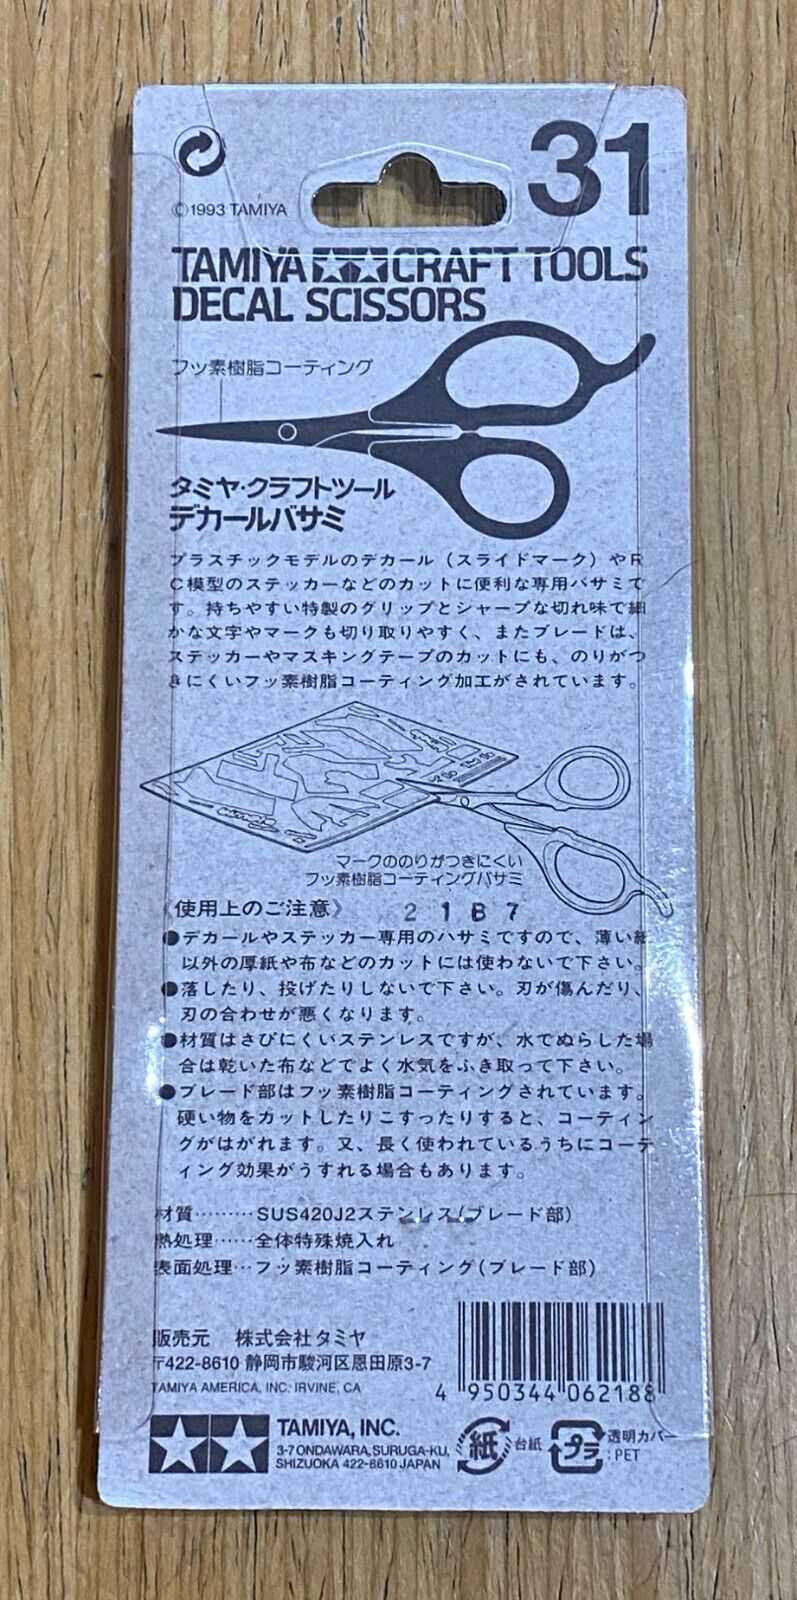 31
©1993 TAMIYA
TAMIYA CRAFT TOOLS
DECAL SCISSORS
フッ素樹脂コーティング
タミヤ・クラフトツール
デカールバサミ
プラスチックモデルのデカール（スライドマーク）やR
C模型のステッカーなどのカットに便利な専用バサミで
す。持ちやすい特製のグリップとシャープな切れ味で細
かな文字やマークも切り取りやすく、またブレードは、
ステッカーやマスキングテープのカットにも、のりがつ
きにくいフッ素樹脂コーティング加工がされています。
マークののりがつきにくい
フッ素樹脂コーティングバサミ
《使用上のご注意》 21B7
●デカールやステッカー専用のハサミですので、薄い紙
以外の厚紙や布などのカットには使わないで下さい。
●落したり、投げたりしないで下さい。刃が傷んだり、
刃の合わせが悪くなります。
●材質はさびにくいステンレスですが、水でぬらした場
合は乾いた布などでよく水気をふき取って下さい。
●ブレード部はフッ素樹脂コーティングされています。
硬い物をカットしたりこすったりすると、コーティン
グがはがれます。又、長く使われているうちにコーテ
ィング効果がうすれる場合もあります。
材質………SUS420J2ステンレス(ブレード部)
熱処理……全体特殊焼入れ
表面処理…フッ素樹脂コーティング(ブレード部)
販売元 株式会社タミヤ
〒422-8610 静岡市駿河区恩田原3-7
TAMIYA AMERICA, INC. IRVINE, CA
4 950344 062188
TAMIYA, INC.
3-7 ONDAWARA, SURUGA-KU,
SHIZUOKA 422-8610 JAPAN
紙 台紙
プラ 透明カバー
:PET